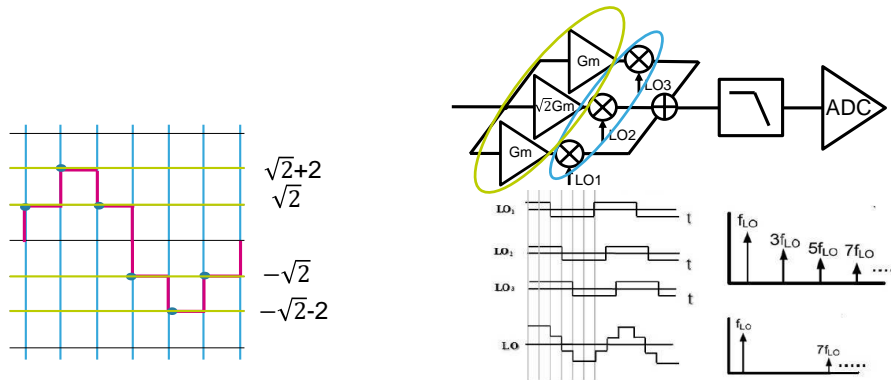 √2+2
√2
−√2
−√2-2
Gm
√2Gm
Gm
LO3
LO2
LO1
ADC
LO₁
t
LO₁
t
LO₃
t
LO
fLO
3fLO
5fLO
7fLO
.....
fLO
7fLO
.....